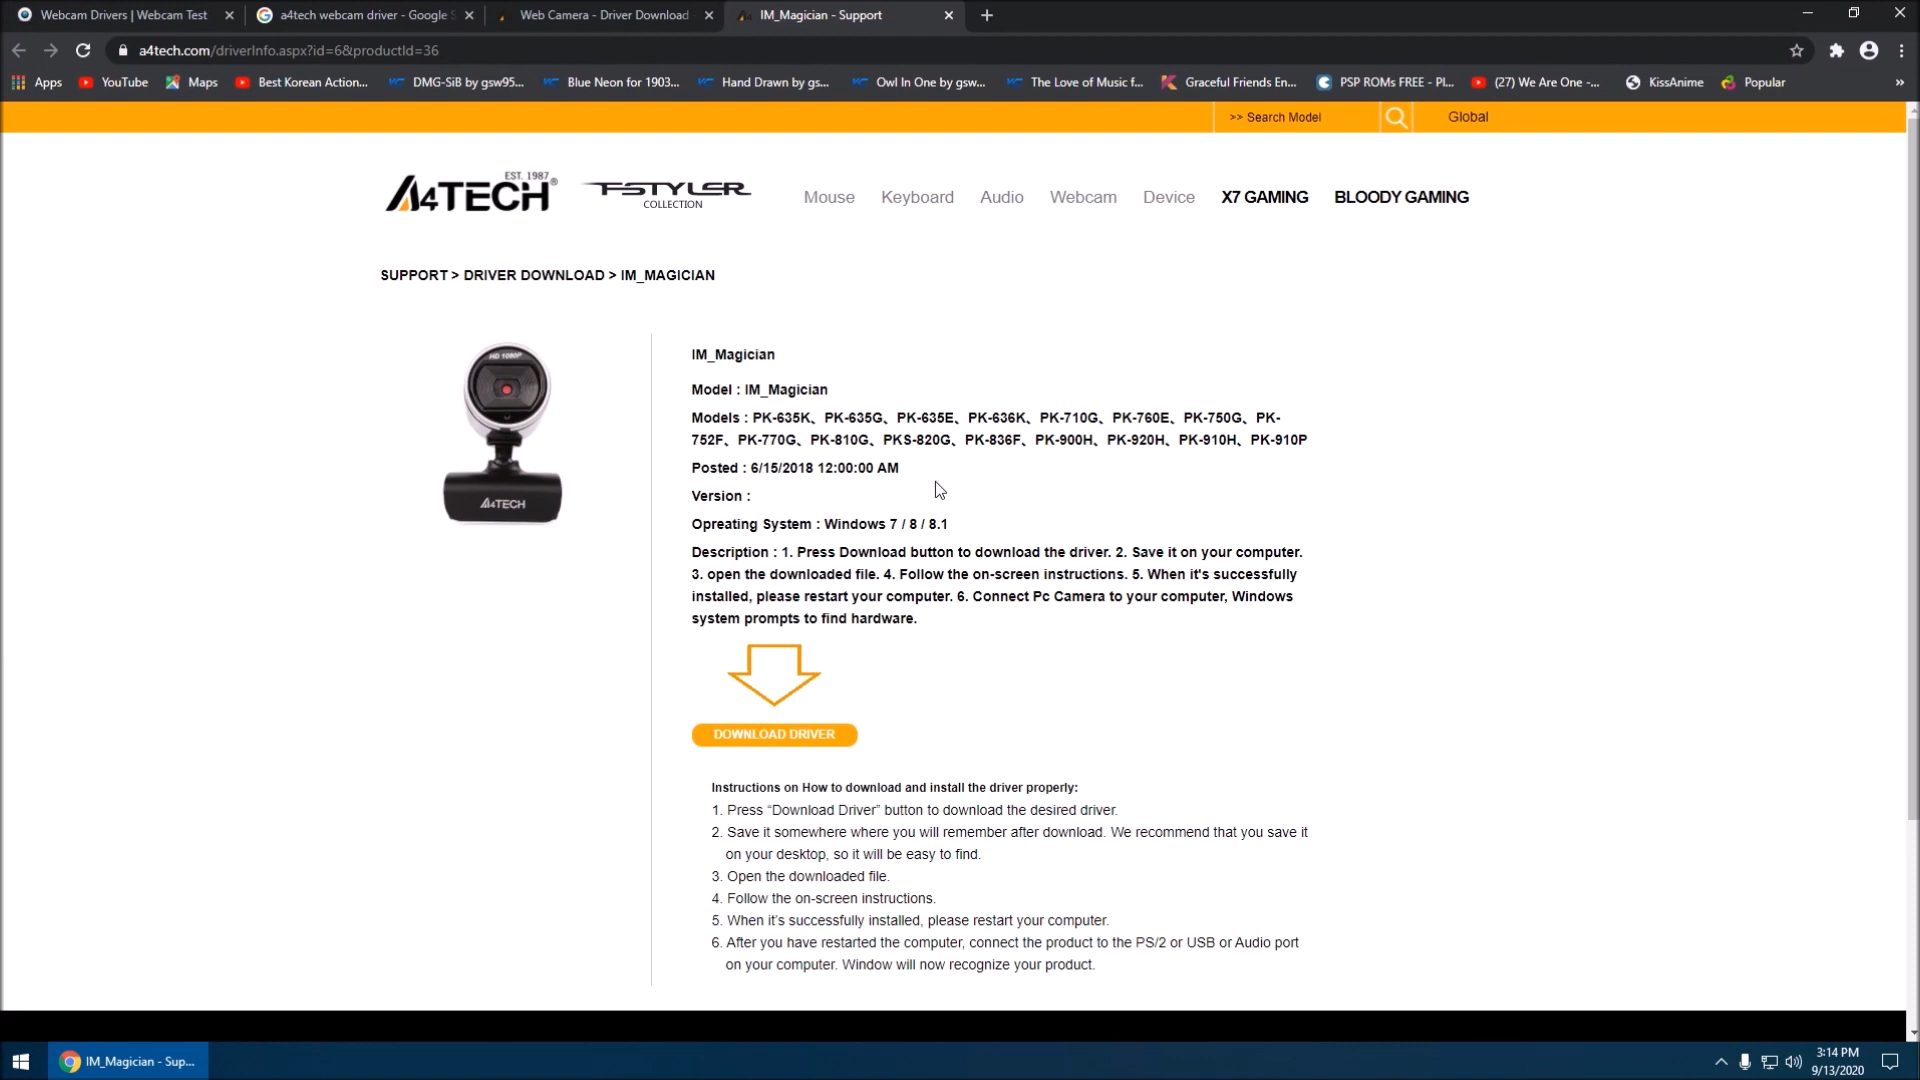 Webcam Drivers | Webcam Test
a4tech webcam driver - Google S
Web Camera - Driver Download
IM_Magician - Support
a4tech.com/driverInfo.aspx?id=6&productId=36
Apps
YouTube
Maps
Best Korean Action...
DMG-SiB by gsw95...
Blue Neon for 1903...
Hand Drawn by gs...
Owl In One by gsw...
The Love of Music f...
Graceful Friends En...
PSP ROMs FREE - Pl...
(27) We Are One -...
KissAnime
Popular
»
>> Search Model
Global
EST. 1987
A4TECH®
FSTYLER
COLLECTION
Mouse
Keyboard
Audio
Webcam
Device
X7 GAMING
BLOODY GAMING
SUPPORT > DRIVER DOWNLOAD > IM_MAGICIAN
HD 1080P
A4TECH
IM_Magician
Model : IM_Magician
Models : PK-635K、PK-635G、PK-635E、PK-636K、PK-710G、PK-760E、PK-750G、PK-
752F、PK-770G、PK-810G、PKS-820G、PK-836F、PK-900H、PK-920H、PK-910H、PK-910P
Posted : 6/15/2018 12:00:00 AM
Version :
Opreating System : Windows 7 / 8 / 8.1
Description : 1. Press Download button to download the driver. 2. Save it on your computer.
3. open the downloaded file. 4. Follow the on-screen instructions. 5. When it's successfully
installed, please restart your computer. 6. Connect Pc Camera to your computer, Windows
system prompts to find hardware.
DOWNLOAD DRIVER
Instructions on How to download and install the driver properly:
1. Press “Download Driver” button to download the desired driver.
2. Save it somewhere where you will remember after download. We recommend that you save it
on your desktop, so it will be easy to find.
3. Open the downloaded file.
4. Follow the on-screen instructions.
5. When it’s successfully installed, please restart your computer.
6. After you have restarted the computer, connect the product to the PS/2 or USB or Audio port
on your computer. Window will now recognize your product.
IM_Magician - Sup...
3:14 PM
9/13/2020